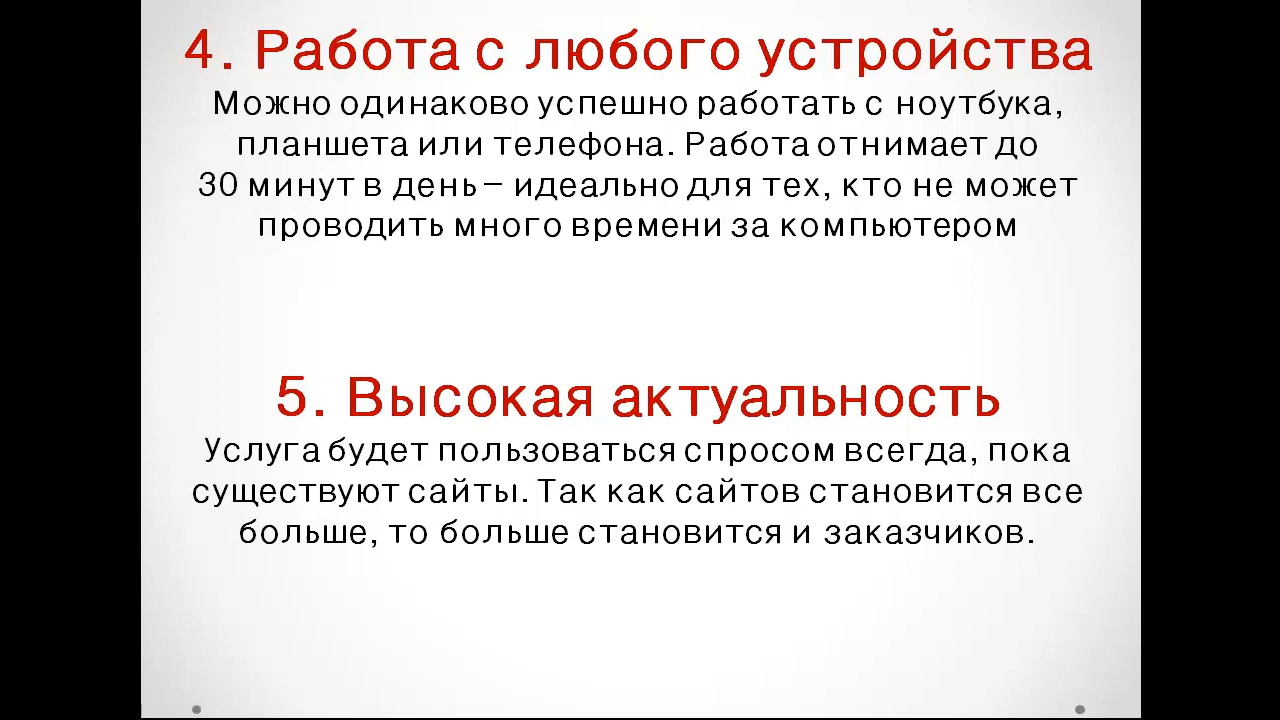 4. Работа с любого устройства
Можно одинаково успешно работать с ноутбука,
планшета или телефона. Работа отнимает до
30 минут в день – идеально для тех, кто не может
проводить много времени за компьютером
5. Высокая актуальность
Услуга будет пользоваться спросом всегда, пока
существуют сайты. Так как сайтов становится все
больше, то больше становится и заказчиков.